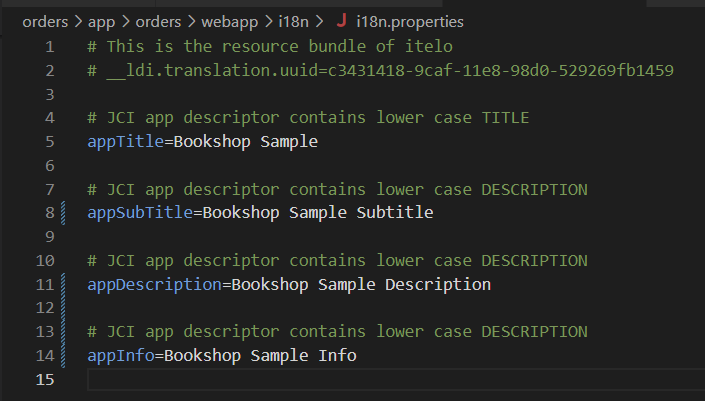 orders > app > orders > webapp > i18n > J i18n.properties
1 # This is the resource bundle of itelo
2 # __ldi.translation.uuid=c3431418-9caf-11e8-98d0-529269fb1459
3
4 # JCI app descriptor contains lower case TITLE
5 appTitle=Bookshop Sample
6
7 # JCI app descriptor contains lower case DESCRIPTION
8 appSubTitle=Bookshop Sample Subtitle
9
10 # JCI app descriptor contains lower case DESCRIPTION
11 appDescription=Bookshop Sample Description
12
13 # JCI app descriptor contains lower case DESCRIPTION
14 appInfo=Bookshop Sample Info
15